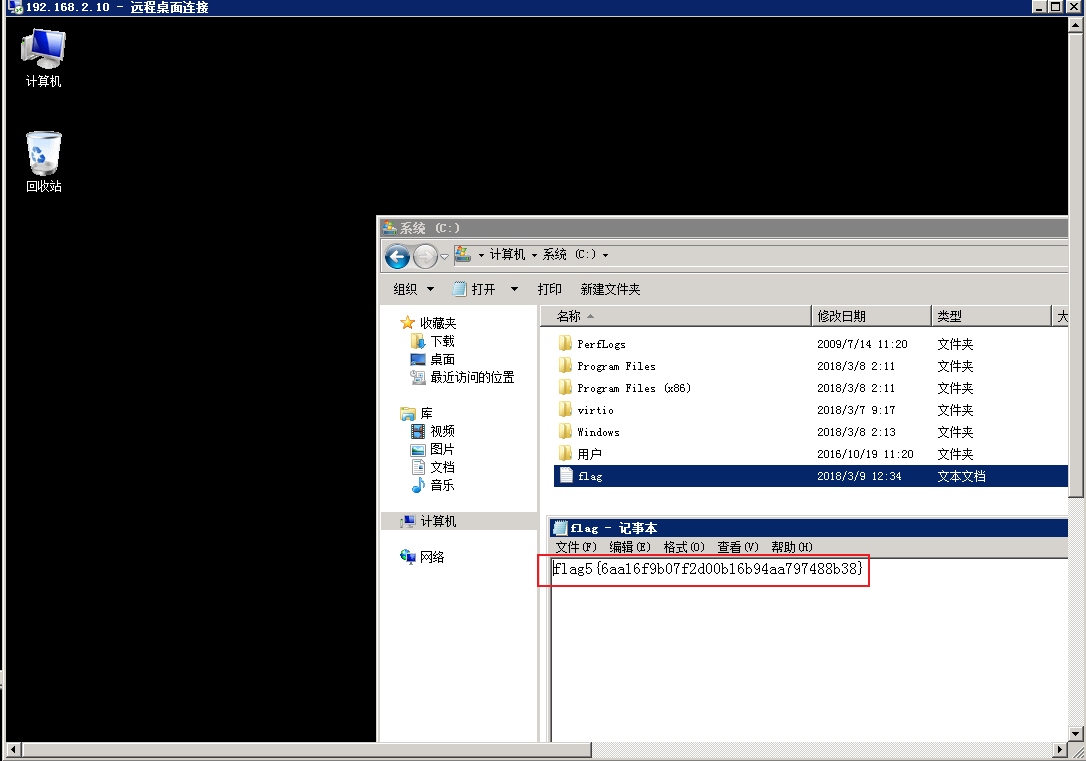 192.168.2.10 - 远程桌面连接
计算机
回收站
系统 (C:)
计算机 系统 (C:)
组织 打开 打印 新建文件夹
收藏夹
下载
桌面
最近访问的位置
库
视频
图片
文档
音乐
计算机
网络
名称 修改日期 类型 大
PerfLogs 2009/7/14 11:20 文件夹
Program Files 2018/3/8 2:11 文件夹
Program Files (x86) 2018/3/8 2:11 文件夹
virtio 2018/3/7 9:17 文件夹
Windows 2018/3/8 2:13 文件夹
用户 2016/10/19 11:20 文件夹
flag 2018/3/9 12:34 文本文档
flag - 记事本
文件(F) 编辑(E) 格式(O) 查看(V) 帮助(H)
flag5{6aa16f9b07f2d00b16b94aa797488b38}